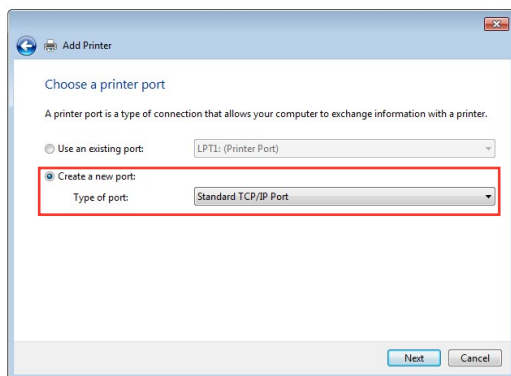 Add Printer
Choose a printer port
A printer port is a type of connection that allows your computer to exchange information with a printer.
Use an existing port: LPT1: (Printer Port)
Create a new port:
Type of port: Standard TCP/IP Port
Next Cancel